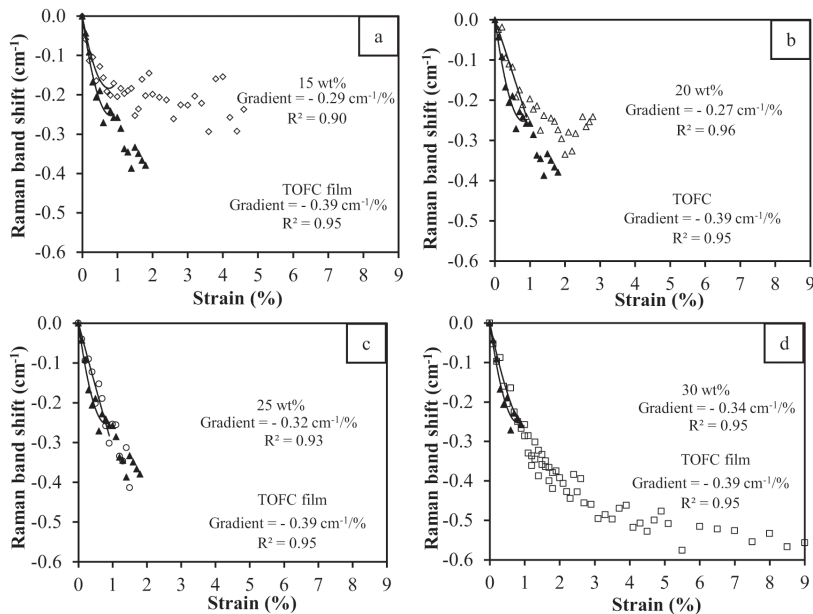 a
0.0
-0.1
-0.2
-0.3
-0.4
-0.5
-0.6
Raman band shift (cm⁻¹)
15 wt%
Gradient = - 0.29 cm⁻¹/%
R² = 0.90
TOFC film
Gradient = - 0.39 cm⁻¹/%
R² = 0.95
0 1 2 3 4 5 6 7 8 9
Strain (%)
b
0.0
-0.1
-0.2
-0.3
-0.4
-0.5
-0.6
Raman band shift (cm⁻¹)
20 wt%
Gradient = - 0.27 cm⁻¹/%
R² = 0.96
TOFC
Gradient = - 0.39 cm⁻¹/%
R² = 0.95
0 1 2 3 4 5 6 7 8 9
Strain (%)
c
0.0
-0.1
-0.2
-0.3
-0.4
-0.5
-0.6
Raman band shift (cm⁻¹)
25 wt%
Gradient = - 0.32 cm⁻¹/%
R² = 0.93
TOFC film
Gradient = - 0.39 cm⁻¹/%
R² = 0.95
0 1 2 3 4 5 6 7 8 9
Strain (%)
d
0.0
-0.1
-0.2
-0.3
-0.4
-0.5
-0.6
Raman band shift (cm⁻¹)
30 wt%
Gradient = - 0.34 cm⁻¹/%
R² = 0.95
TOFC film
Gradient = - 0.39 cm⁻¹/%
R² = 0.95
0 1 2 3 4 5 6 7 8 9
Strain (%)